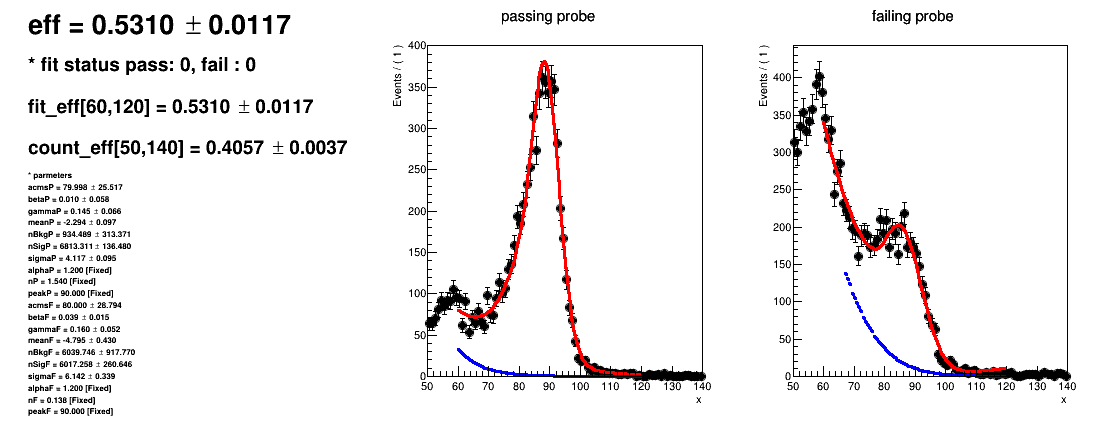 eff = 0.5310 ± 0.0117
* fit status pass: 0, fail : 0
fit_eff[60,120] = 0.5310 ± 0.0117
count_eff[50,140] = 0.4057 ± 0.0037
* parmeters
acmsP = 79.998 ± 25.517
betaP = 0.010 ± 0.058
gammaP = 0.145 ± 0.066
meanP = -2.294 ± 0.097
nBkgP = 934.489 ± 313.371
nSigP = 6813.311 ± 136.480
sigmaP = 4.117 ± 0.095
alphaP = 1.200 [Fixed]
nP = 1.540 [Fixed]
peakP = 90.000 [Fixed]
acmsF = 80.000 ± 28.794
betaF = 0.039 ± 0.015
gammaF = 0.160 ± 0.052
meanF = -4.795 ± 0.430
nBkgF = 6039.746 ± 917.770
nSigF = 6017.258 ± 260.646
sigmaF = 6.142 ± 0.339
alphaF = 1.200 [Fixed]
nF = 0.138 [Fixed]
peakF = 90.000 [Fixed]
passing probe
Events / ( 1 )
400
350
300
250
200
150
100
50
0
50 60 70 80 90 100 110 120 130 140
x
failing probe
Events / ( 1 )
400
350
300
250
200
150
100
50
0
50 60 70 80 90 100 110 120 130 140
x